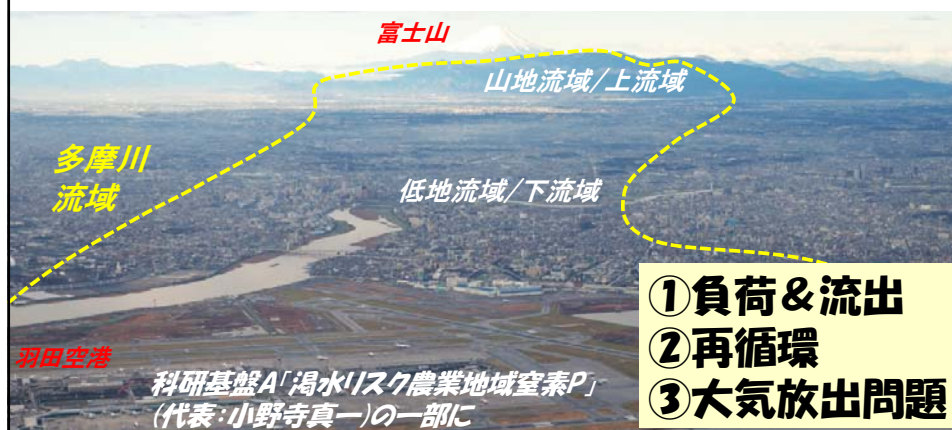 富士山
山地流域/上流域
多摩川
流域
低地流域/下流域
羽田空港
科研基盤A「渇水リスク農業地域窒素P」
(代表:小野寺真一)の一部に
①負荷&流出
②再循環
③大気放出問題